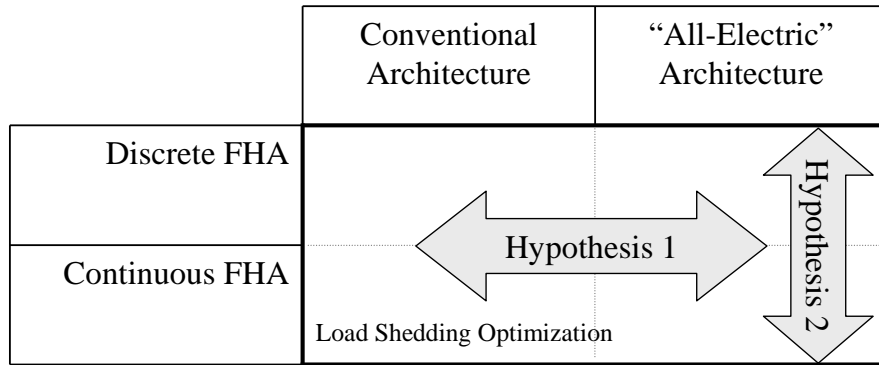 Conventional
Architecture
“All-Electric”
Architecture
Discrete FHA
Continuous FHA
Hypothesis 1
Hypothesis 2
Load Shedding Optimization